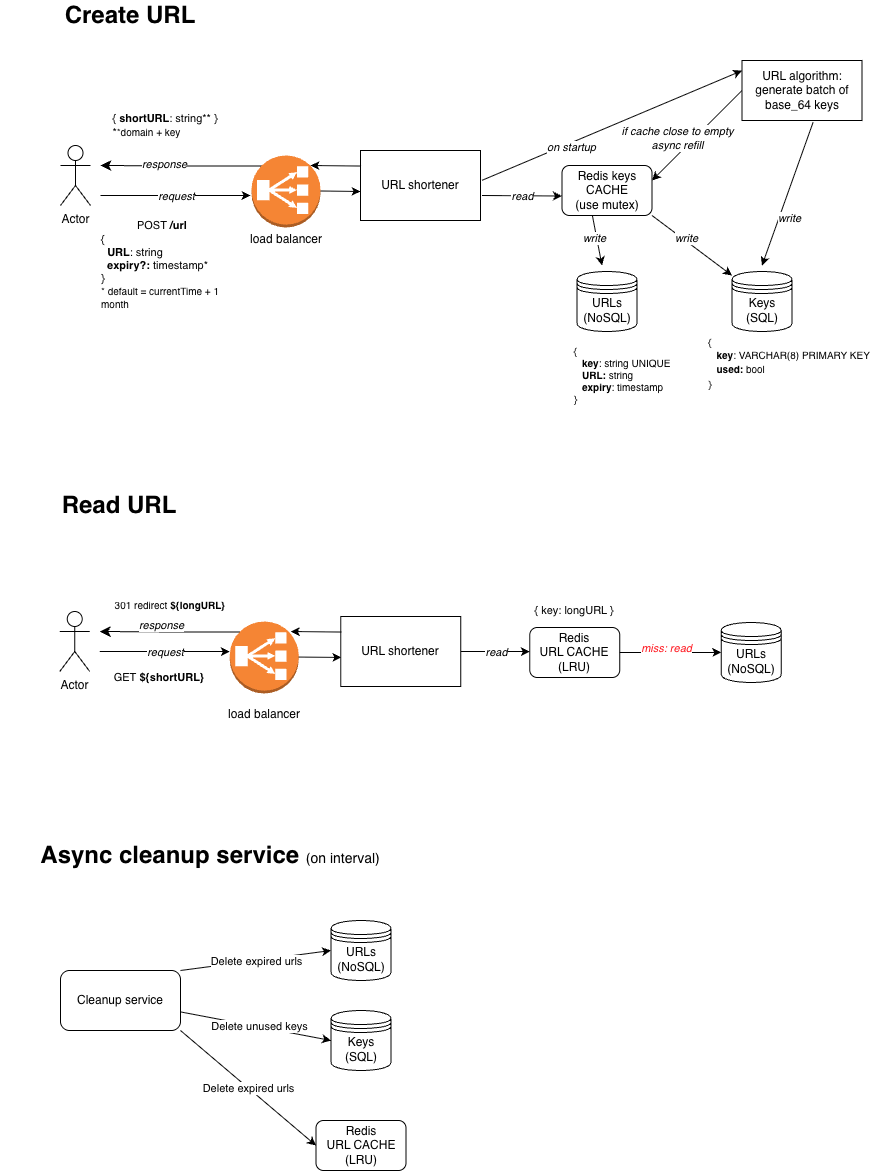 Create URL
URL algorithm:
generate batch of
base_64 keys
{ shortURL: string** }
**domain + key
if cache close to empty
async refill
on startup
response
request
URL shortener
read
Redis keys
CACHE
(use mutex)
Actor
POST /url
load balancer
write
write
write
{
URL: string
expiry?: timestamp*
}
* default = currentTime + 1
month
URLs
(NoSQL)
Keys
(SQL)
{
key: string UNIQUE
URL: string
expiry: timestamp
}
{
key: VARCHAR(8) PRIMARY KEY
used: bool
}
Read URL
301 redirect ${longURL}
response
request
Actor
GET ${shortURL}
load balancer
URL shortener
read
{ key: longURL }
Redis
URL CACHE
(LRU)
miss: read
URLs
(NoSQL)
Async cleanup service (on interval)
Cleanup service
Delete expired urls
URLs
(NoSQL)
Delete unused keys
Keys
(SQL)
Delete expired urls
Redis
URL CACHE
(LRU)